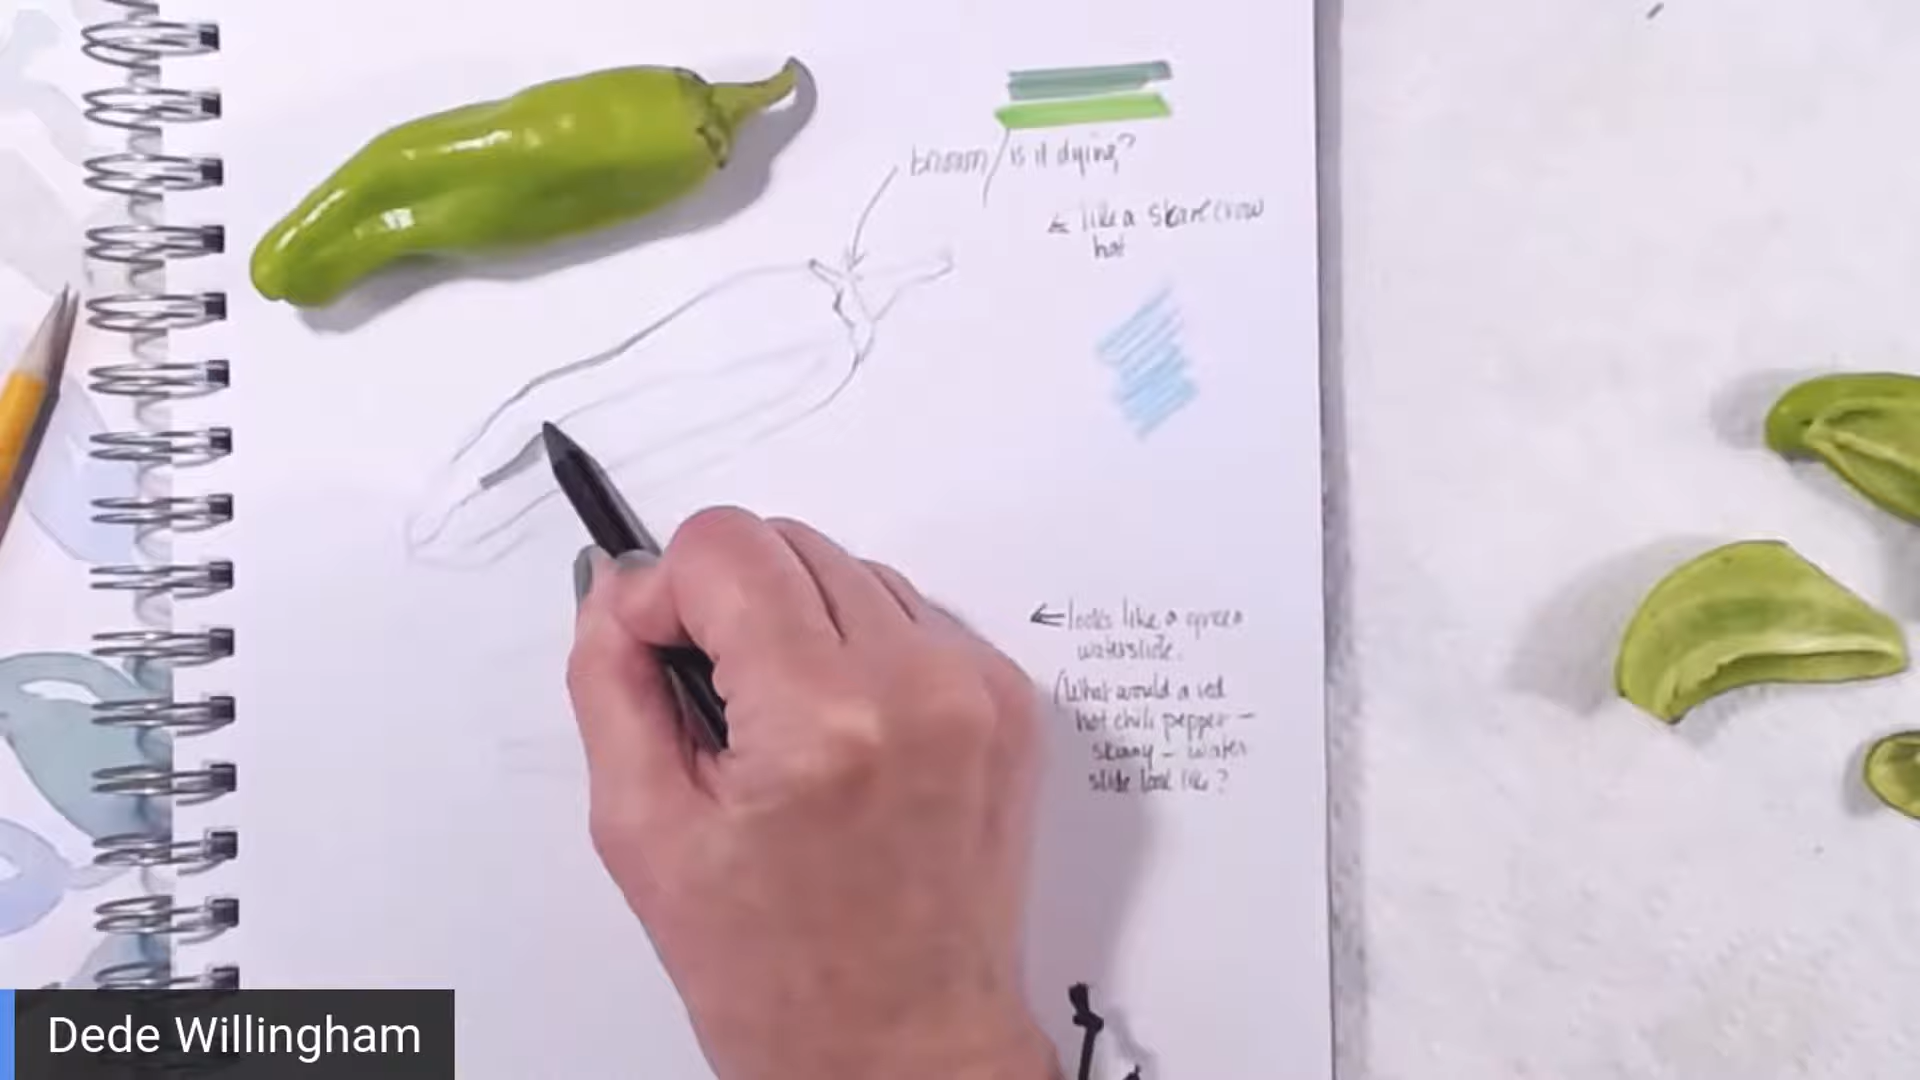 brown / is it dying?
← like a skarecrow
hat
← looks like a green
waterslide.
(What would a red
hot chili pepper –
skinny – water
slide look like?
Dede Willingham